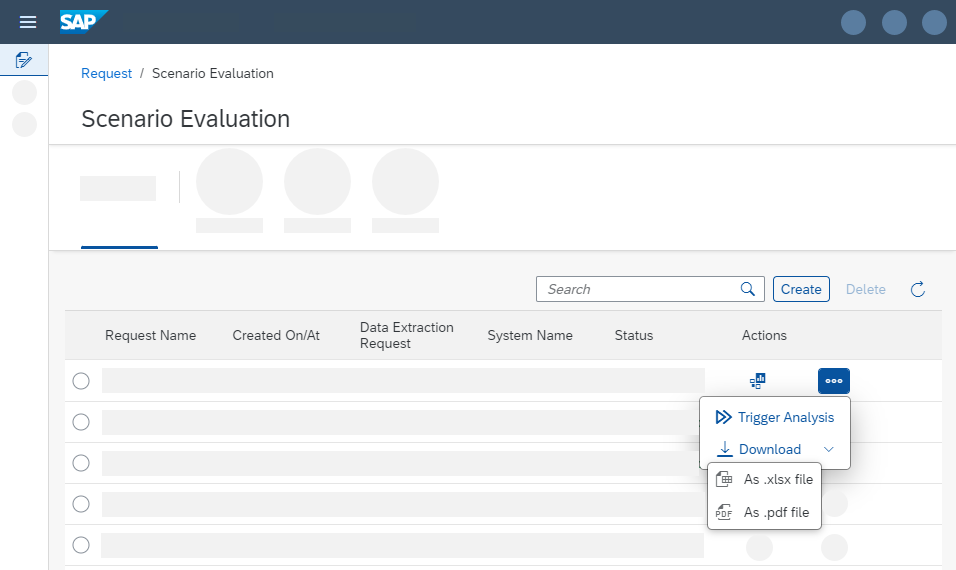 SAP
Request / Scenario Evaluation
Scenario Evaluation
Search
Create
Delete
Request Name
Created On/At
Data Extraction
Request
System Name
Status
Actions
Trigger Analysis
Download
As .xlsx file
PDF As .pdf file